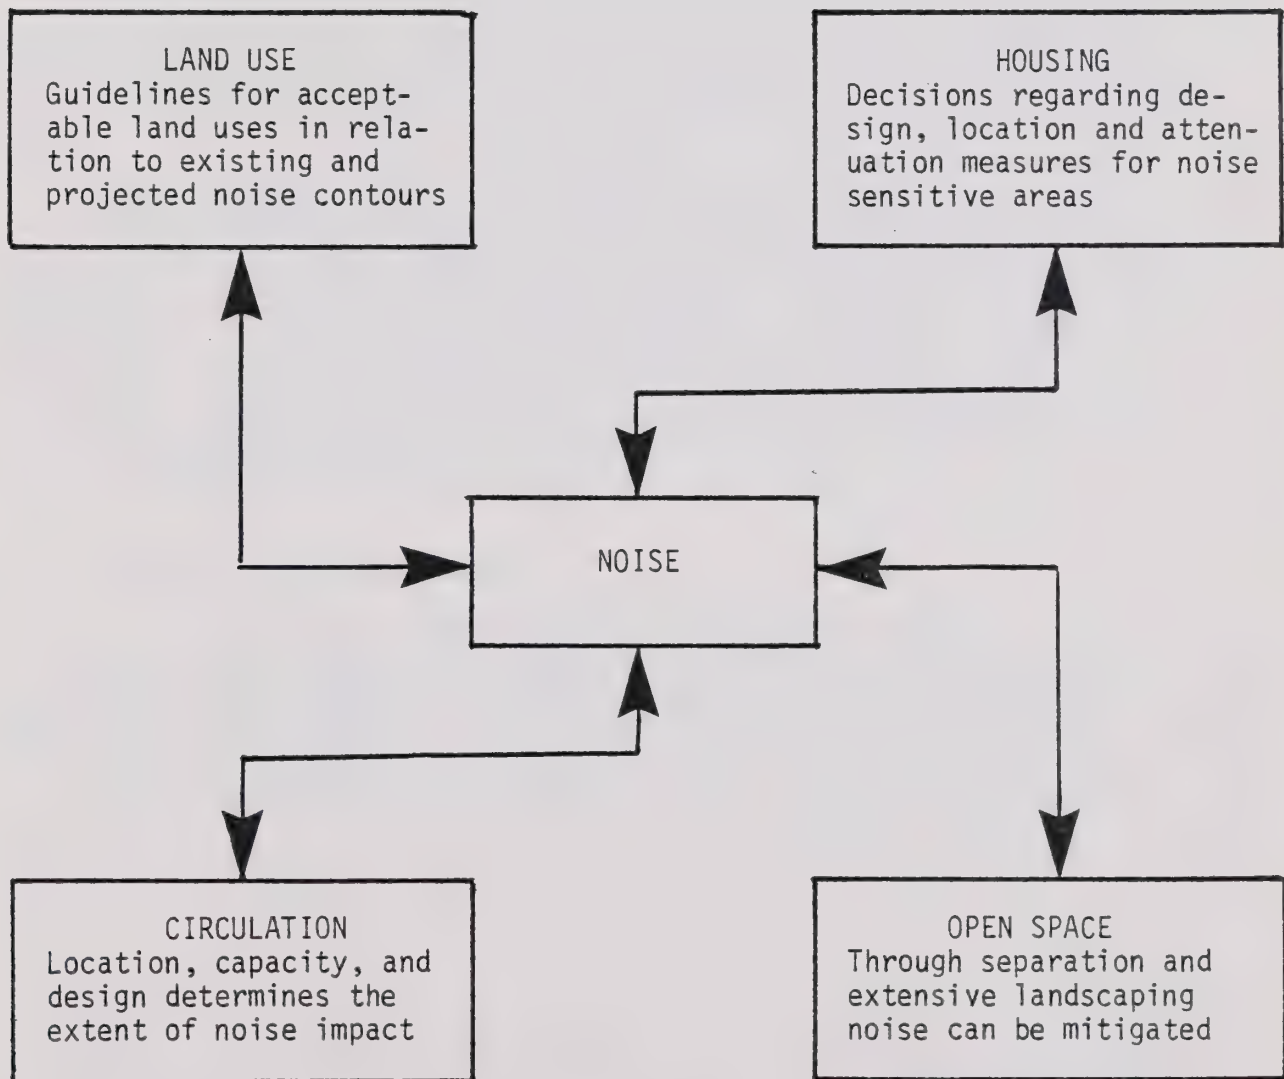 LAND USE
Guidelines for accept-
able land uses in rela-
tion to existing and
projected noise contours
HOUSING
Decisions regarding de-
sign, location and atten-
uation measures for noise
sensitive areas
NOISE
CIRCULATION
Location, capacity, and
design determines the
extent of noise impact
OPEN SPACE
Through separation and
extensive landscaping
noise can be mitigated